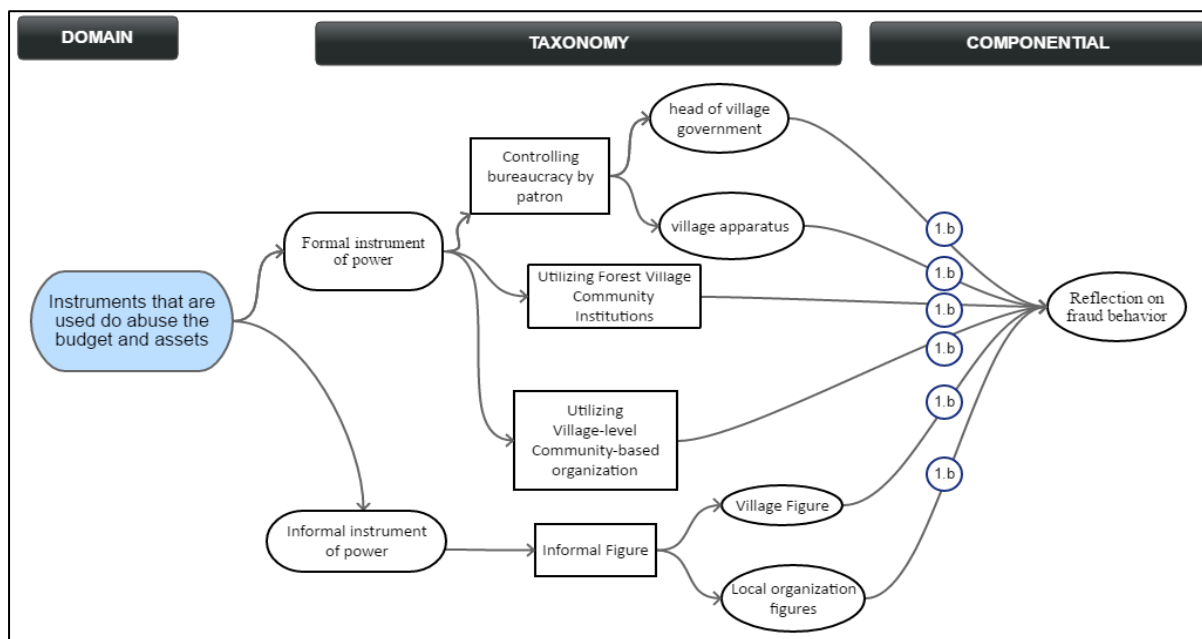 DOMAIN
TAXONOMY
COMPONENTIAL
head of village
government
Controlling
bureaucracy by
patron
village apparatus
1.b
Formal instrument
of power
Utilizing Forest Village
Community
Institutions
1.b
Instruments that are
used do abuse the
budget and assets
1.b
Reflection on
fraud behavior
1.b
Utilizing
Village-level
Community-based
organization
1.b
1.b
Village Figure
Informal instrument
of power
Informal Figure
Local organization
figures